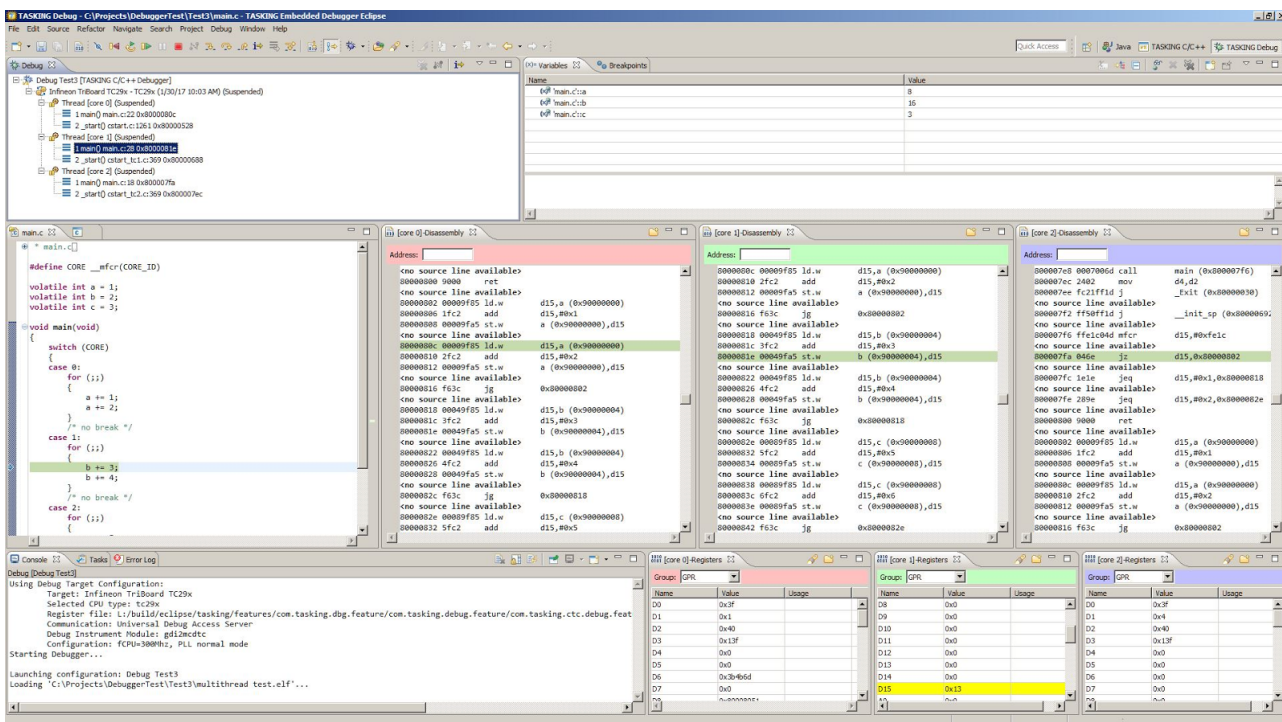 TASKING Debug - C:\Projects\DebuggerTest\Test3\main.c - TASKING Embedded Debugger Eclipse
File Edit Source Refactor Navigate Search Project Debug Window Help
Quick Access
Java
TASKING C/C++
TASKING Debug
Debug
Debug Test3 [TASKING C/C++ Debugger]
Infineon TriBoard TC29x - TC29x (1/30/17 10:03 AM) (Suspended)
Thread [core 0] (Suspended)
1 main() main.c:22 0x8000080c
2 _start() cstart.c:1261 0x80000528
Thread [core 1] (Suspended)
1 main() main.c:28 0x8000081e
2 _start() cstart_tc1.c:369 0x80000688
Thread [core 2] (Suspended)
1 main() main.c:18 0x800007fa
2 _start() cstart_tc2.c:369 0x800007ec
(x)= Variables
Breakpoints
Name Value
'main.c'::a 8
'main.c'::b 16
'main.c'::c 3
main.c
* main.c
#define CORE __mfcr(CORE_ID)
volatile int a = 1;
volatile int b = 2;
volatile int c = 3;
void main(void)
{
switch (CORE)
{
case 0:
for (;;)
{
a += 1;
a += 2;
}
/* no break */
case 1:
for (;;)
{
b += 3;
b += 4;
}
/* no break */
case 2:
for (;;)
{
[core 0]-Disassembly
Address:
<no source line available>
80000800 9000 ret
<no source line available>
80000802 00009f85 ld.w d15,a (0x90000000)
80000806 1fc2 add d15,#0x1
80000808 00009fa5 st.w a (0x90000000),d15
<no source line available>
8000080c 00009f85 ld.w d15,a (0x90000000)
80000810 2fc2 add d15,#0x2
80000812 00009fa5 st.w a (0x90000000),d15
<no source line available>
80000816 f63c jg 0x80000802
<no source line available>
80000818 00049f85 ld.w d15,b (0x90000004)
8000081c 3fc2 add d15,#0x3
8000081e 00049fa5 st.w b (0x90000004),d15
<no source line available>
80000822 00049f85 ld.w d15,b (0x90000004)
80000826 4fc2 add d15,#0x4
80000828 00049fa5 st.w b (0x90000004),d15
<no source line available>
8000082c f63c jg 0x80000818
<no source line available>
8000082e 00089f85 ld.w d15,c (0x90000008)
80000832 5fc2 add d15,#0x5
[core 1]-Disassembly
Address:
8000080c 00009f85 ld.w d15,a (0x90000000)
80000810 2fc2 add d15,#0x2
80000812 00009fa5 st.w a (0x90000000),d15
<no source line available>
80000816 f63c jg 0x80000802
<no source line available>
80000818 00049f85 ld.w d15,b (0x90000004)
8000081c 3fc2 add d15,#0x3
8000081e 00049fa5 st.w b (0x90000004),d15
<no source line available>
80000822 00049f85 ld.w d15,b (0x90000004)
80000826 4fc2 add d15,#0x4
80000828 00049fa5 st.w b (0x90000004),d15
<no source line available>
8000082c f63c jg 0x80000818
<no source line available>
8000082e 00089f85 ld.w d15,c (0x90000008)
80000832 5fc2 add d15,#0x5
80000834 00089fa5 st.w c (0x90000008),d15
<no source line available>
80000838 00089f85 ld.w d15,c (0x90000008)
8000083c 6fc2 add d15,#0x6
8000083e 00089fa5 st.w c (0x90000008),d15
<no source line available>
80000842 f63c jg 0x8000082e
[core 2]-Disassembly
Address:
800007e8 0007006d call main (0x800007f6)
800007ec 2402 mov d4,d2
800007ee fc21ff1d j _Exit (0x80000030)
<no source line available>
800007f2 ff50ff1d j __init_sp (0x80000692
<no source line available>
800007f6 ffe1c04d mfcr d15,#0xfe1c
<no source line available>
800007fa 046e jz d15,0x80000802
<no source line available>
800007fc 1e1e jeq d15,#0x1,0x80000818
<no source line available>
800007fe 289e jeq d15,#0x2,0x8000082e
<no source line available>
80000800 9000 ret
<no source line available>
80000802 00009f85 ld.w d15,a (0x90000000)
80000806 1fc2 add d15,#0x1
80000808 00009fa5 st.w a (0x90000000),d15
<no source line available>
8000080c 00009f85 ld.w d15,a (0x90000000)
80000810 2fc2 add d15,#0x2
80000812 00009fa5 st.w a (0x90000000),d15
<no source line available>
80000816 f63c jg 0x80000802
Console
Tasks
Error Log
Debug [Debug Test3]
Using Debug Target Configuration:
Target: Infineon TriBoard TC29x
Selected CPU type: tc29x
Register file: L:/build/eclipse/tasking/features/com.tasking.dbg.feature/com.tasking.debug.feature/com.tasking.ctc.debug.feat
Communication: Universal Debug Access Server
Debug Instrument Module: gdi2mcdtc
Configuration: fCPU=300Mhz, PLL normal mode
Starting Debugger...
Launching configuration: Debug Test3
Loading 'C:\Projects\DebuggerTest\Test3\multithread test.elf'...
[core 0]-Registers
Group: GPR
Name Value Usage
D0 0x3f
D1 0x1
D2 0x40
D3 0x13f
D4 0x0
D5 0x0
D6 0x3b4b6d
D7 0x0
[core 1]-Registers
Group: GPR
Name Value Usage
D8 0x0
D9 0x0
D10 0x0
D11 0x0
D12 0x0
D13 0x0
D14 0x0
D15 0x13
[core 2]-Registers
Group: GPR
Name Value Usage
D0 0x3f
D1 0x4
D2 0x40
D3 0x13f
D4 0x0
D5 0x0
D6 0x0
D7 0x0